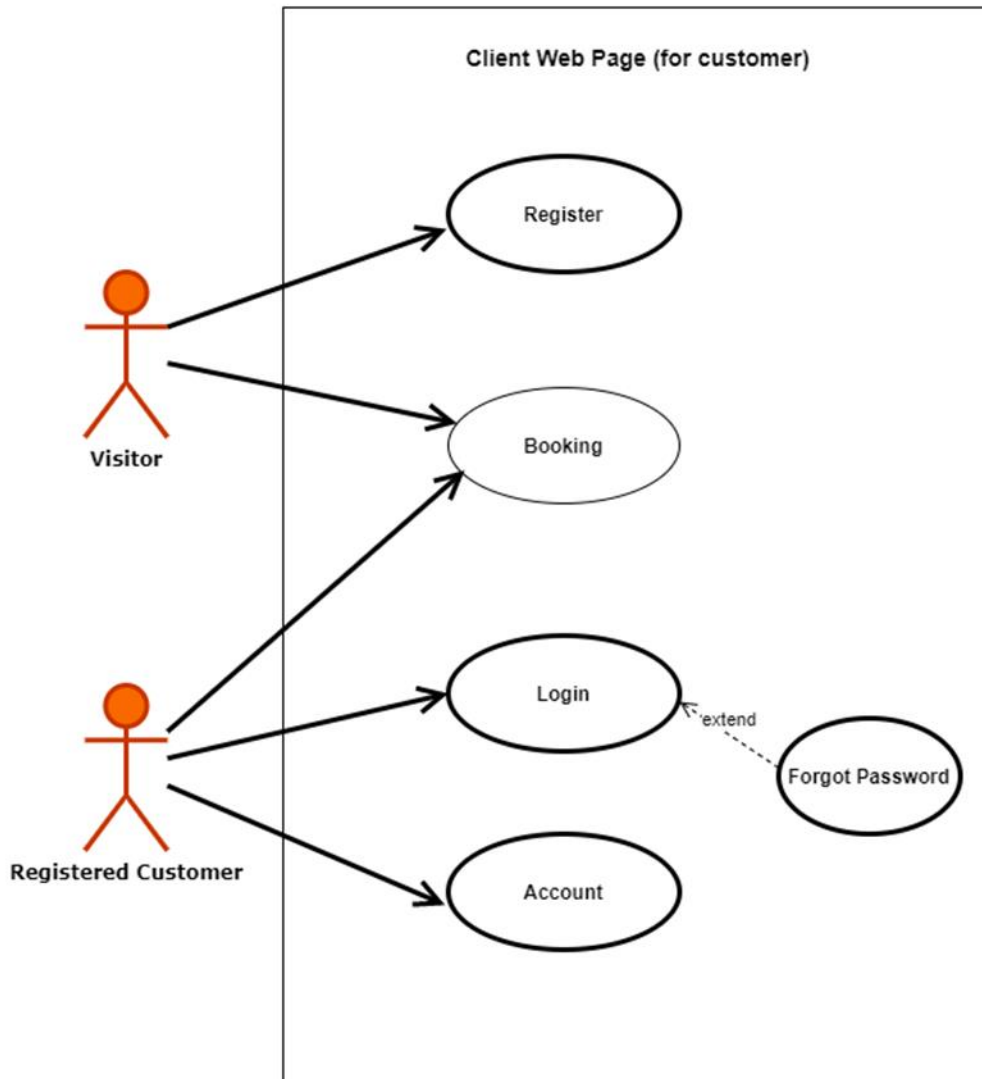 Client Web Page (for customer)
Register
Visitor
Booking
Login
extend
Forgot Password
Registered Customer
Account